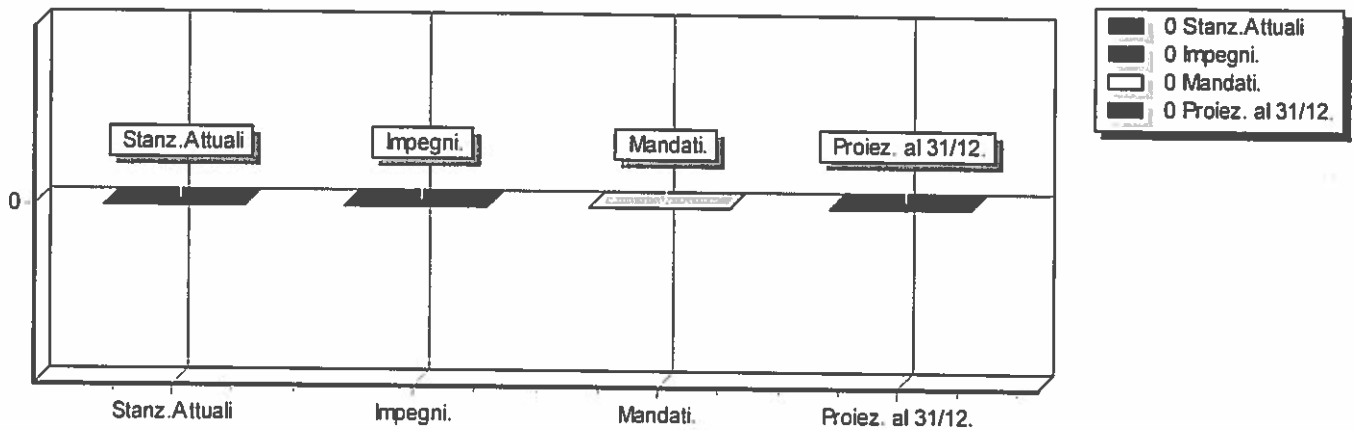 0 Stanz.Attuali
0 Impegni.
0 Mandati.
0 Proiez. al 31/12.
Stanz.Attuali
Impegni.
Mandati.
Proiez. al 31/12.
0
Stanz.Attuali
Impegni.
Mandati.
Proiez. al 31/12.